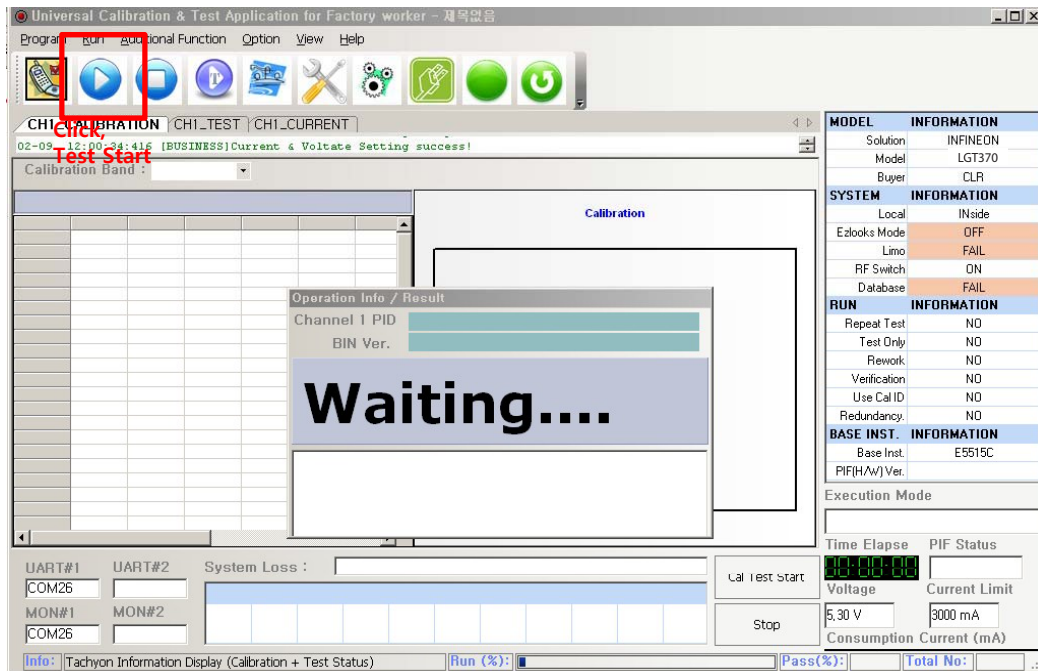 Universal Calibration & Test Application for Factory worker - 제목없음
Program Run Additional Function Option View Help
T
CH1_CALIBRATION CH1_TEST CH1_CURRENT
Click,
Test Start
02-09 12:00:34:416 [BUSINESS]Current & Voltate Setting success!
Calibration Band :
Calibration
Operation Info / Result
Channel 1 PID
BIN Ver.
Waiting....
MODEL INFORMATION
Solution INFINEON
Model LGT370
Buyer CLR
SYSTEM INFORMATION
Local INside
Ezlooks Mode OFF
Limo FAIL
RF Switch ON
Database FAIL
RUN INFORMATION
Repeat Test NO
Test Only NO
Rework NO
Verification NO
Use Cal ID NO
Redundancy. NO
BASE INST. INFORMATION
Base Inst. E5515C
PIF(H/W) Ver.
Execution Mode
Time Elapse PIF Status
00:00:00
Voltage Current Limit
5,30 V 3000 mA
Consumption Current (mA)
UART#1 UART#2 System Loss :
COM26
MON#1 MON#2
COM26
Cal Test Start
Stop
Info: Tachyon Information Display (Calibration + Test Status) Run (%): Pass(%): Total No: